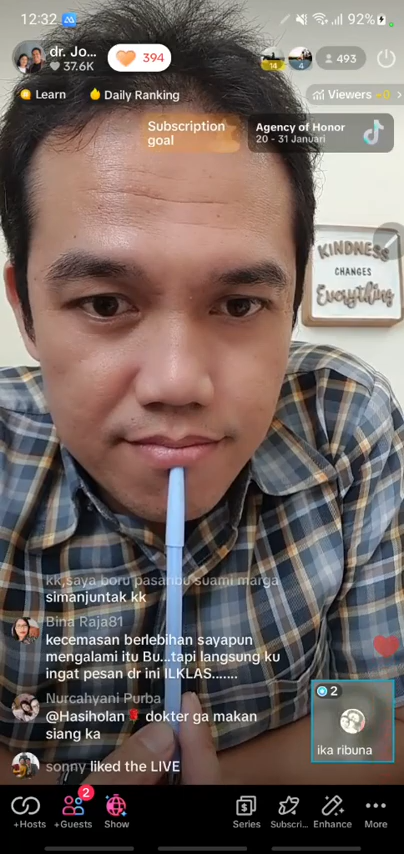 12:32
92%
dr. Jo...
37.6K
394
14
4
493
Learn
Daily Ranking
Viewers +0
Subscription
goal
Agency of Honor
20 - 31 Januari
KINDNESS
CHANGES
Everything
kk,saya boru pasanbu suami marga
simanjuntak kk
Bina Raja81
kecemasan berlebihan sayapun
mengalami itu Bu...tapi langsung ku
ingat pesan dr ini ILKLAS.......
Nurcahyani Purba
@Hasiholan🌹 dokter ga makan
siang ka
sonny liked the LIVE
2
ika ribuna
2
+Hosts
+Guests
Show
Series
Subscri...
Enhance
More